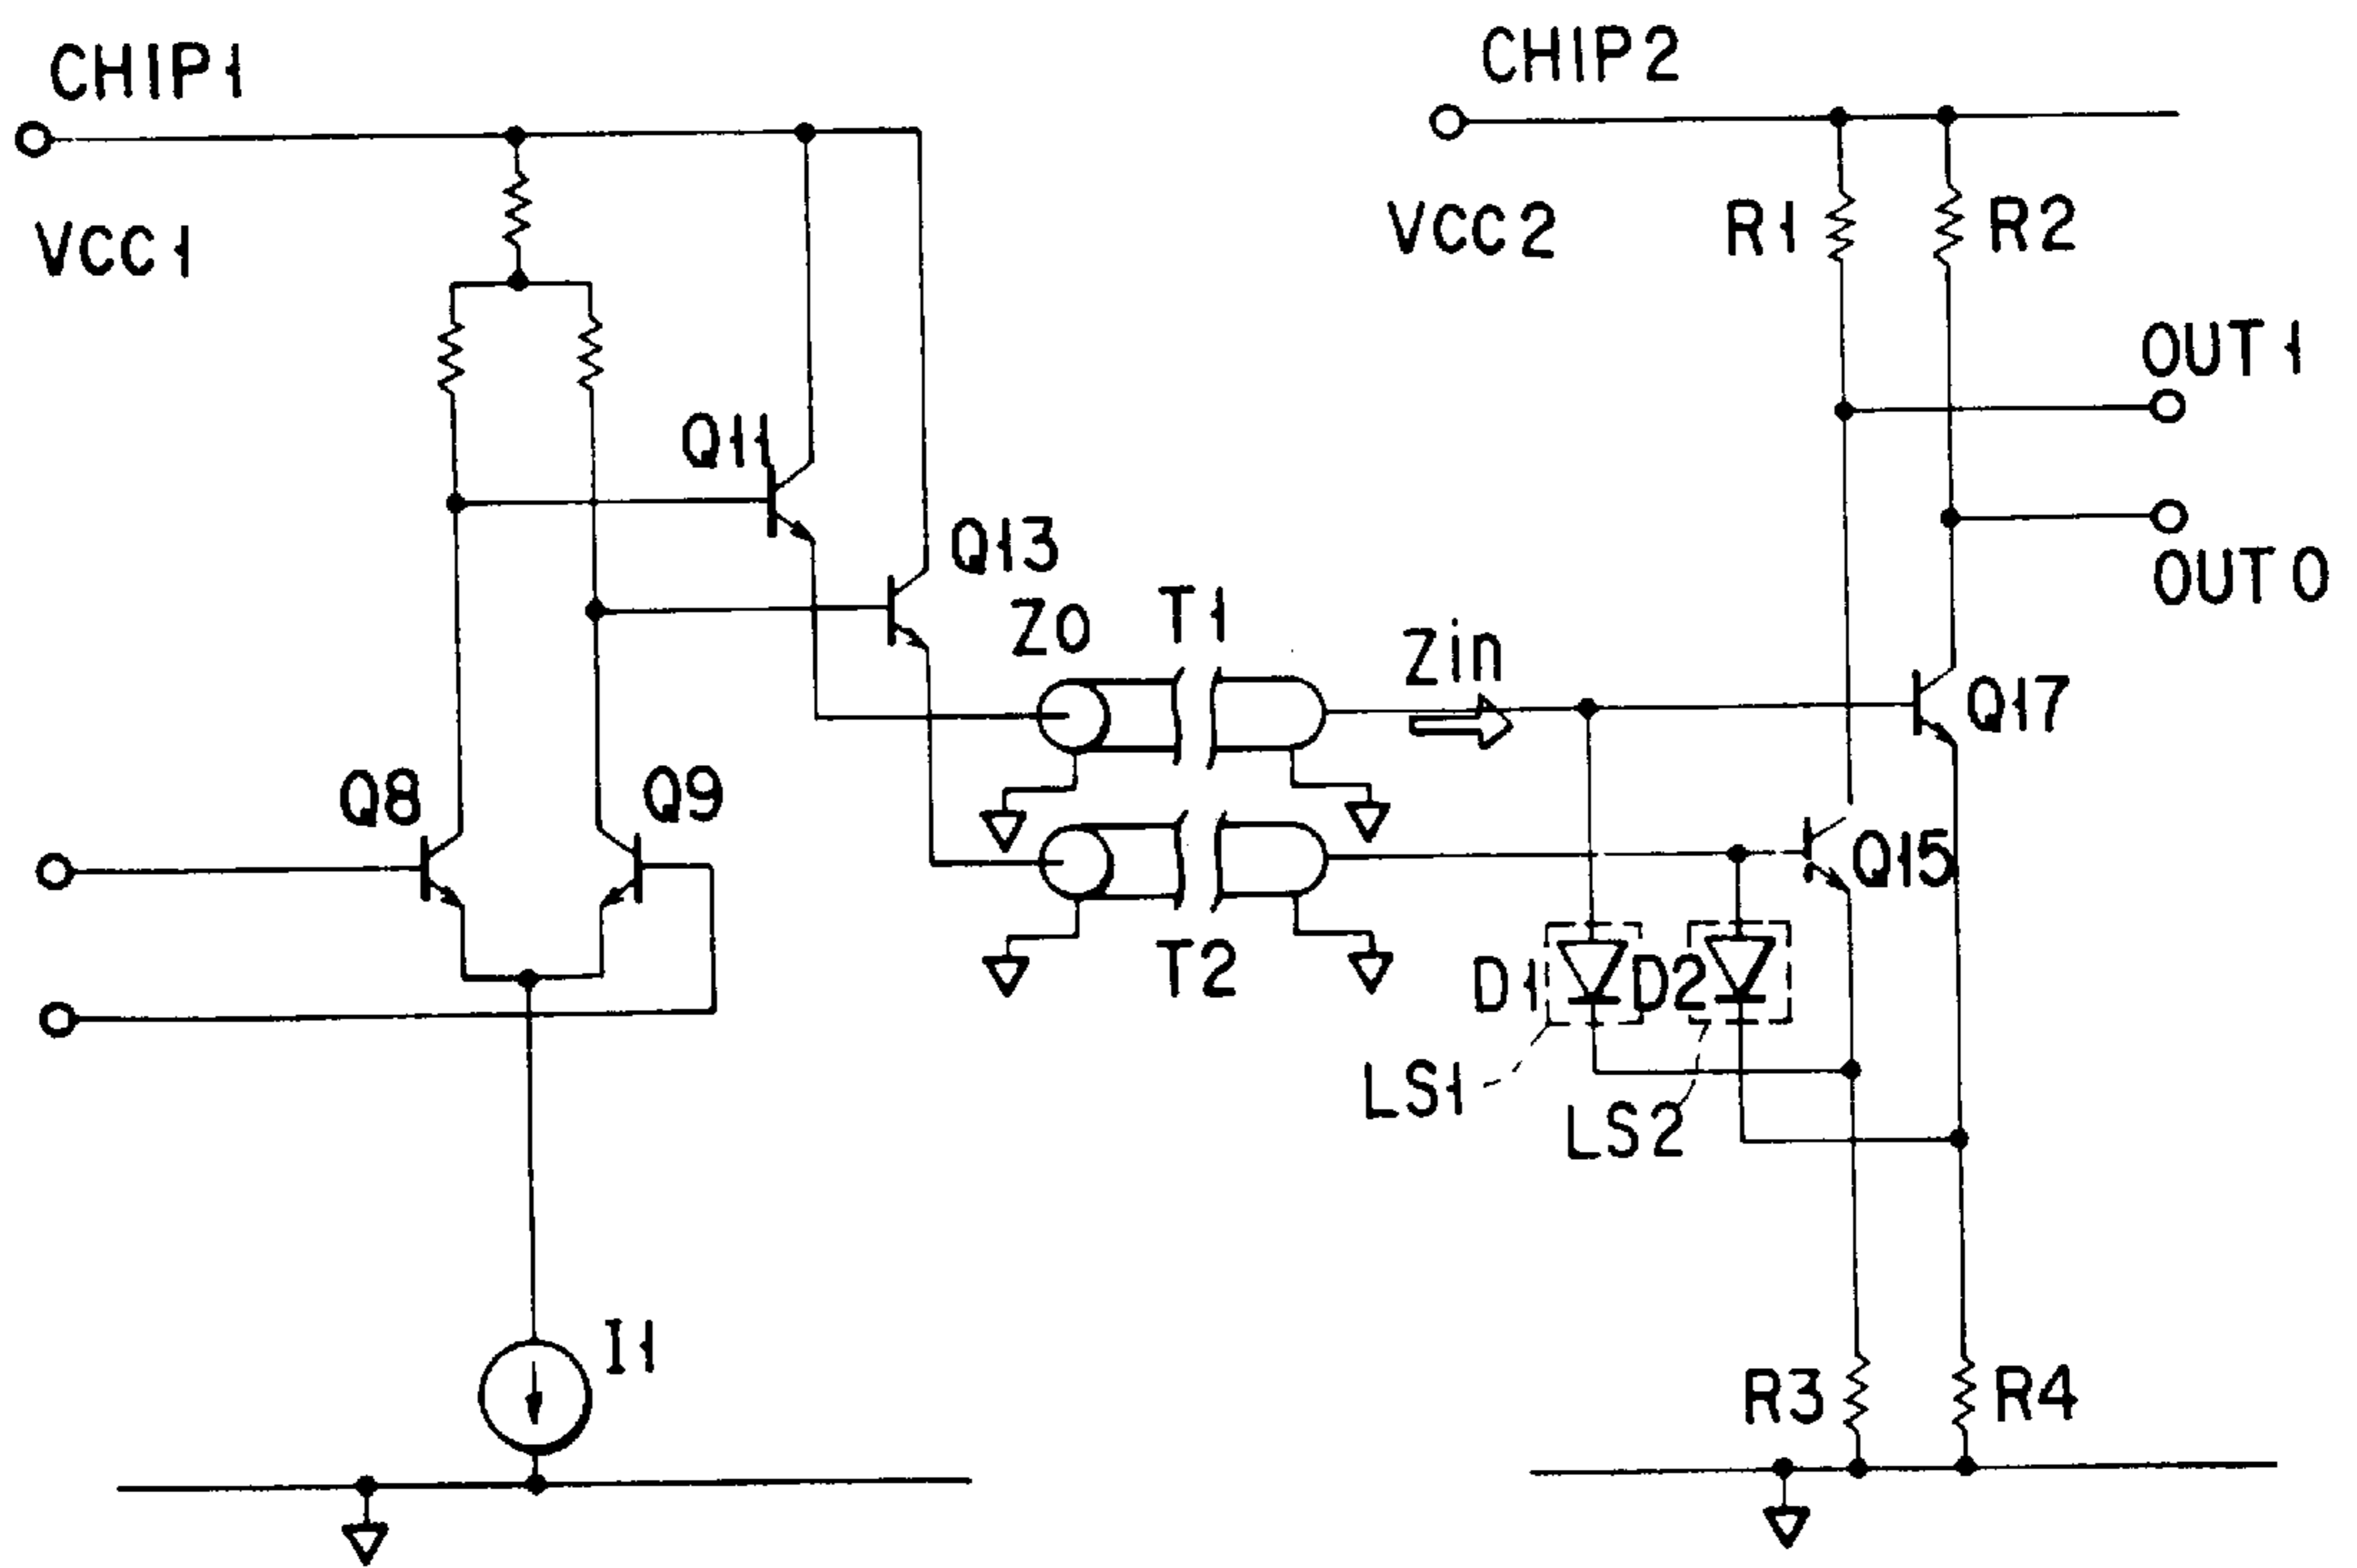 CHIP1
CHIP2
VCC1
VCC2
R1
R2
OUT1
Q11
Q13
OUT0
Zo
T1
Zin
Q17
Q8
Q9
Q15
T2
D1
D2
LS1
LS2
I1
R3
R4